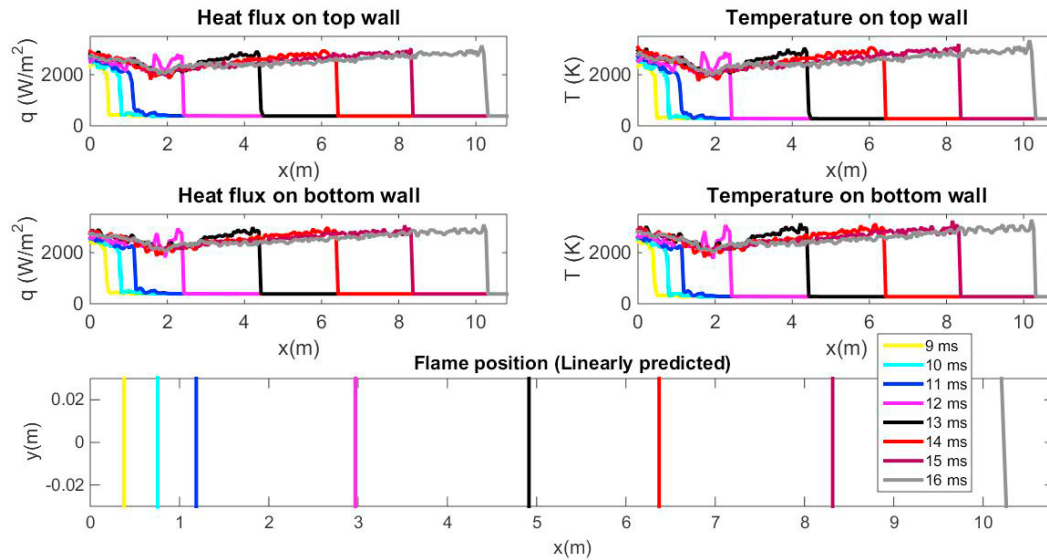 Heat flux on top wall
Temperature on top wall
q (W/m²)
2000
0
0 2 4 6 8 10
x(m)
T (K)
2000
0
0 2 4 6 8 10
x(m)
Heat flux on bottom wall
Temperature on bottom wall
q (W/m²)
2000
0
0 2 4 6 8 10
x(m)
T (K)
2000
0
0 2 4 6 8 10
x(m)
Flame position (Linearly predicted)
y(m)
0.02
0
-0.02
0 1 2 3 4 5 6 7 8 9 10
x(m)
9 ms
10 ms
11 ms
12 ms
13 ms
14 ms
15 ms
16 ms